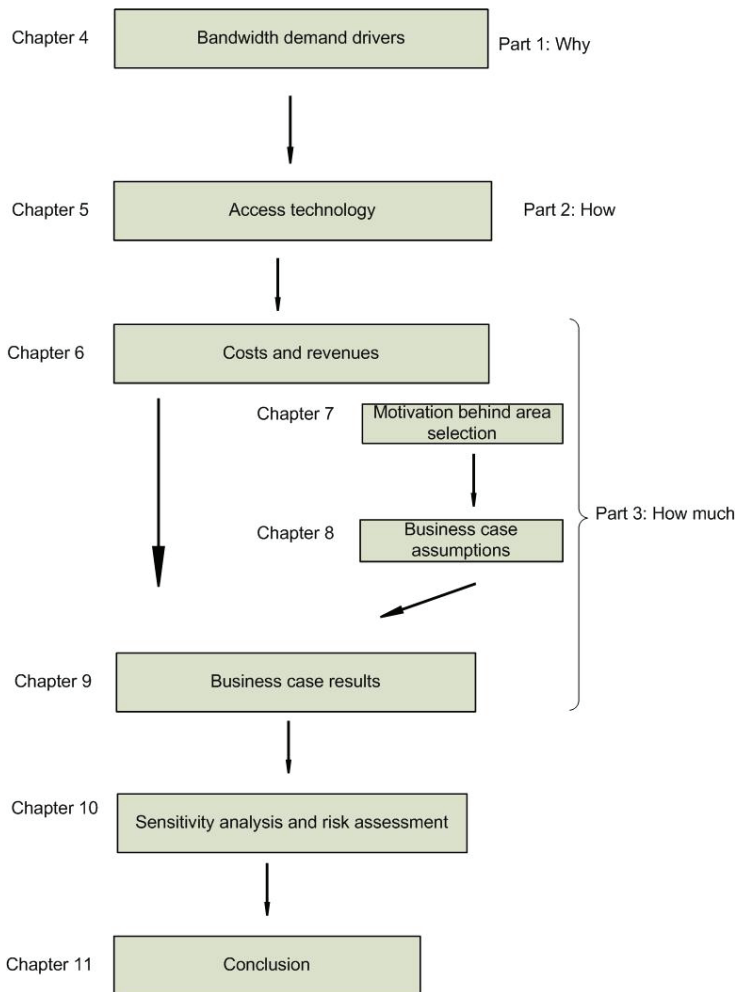 Chapter 4
Bandwidth demand drivers
Part 1: Why
Chapter 5
Access technology
Part 2: How
Chapter 6
Costs and revenues
Chapter 7
Motivation behind area
selection
Chapter 8
Business case
assumptions
Part 3: How much
Chapter 9
Business case results
Chapter 10
Sensitivity analysis and risk assessment
Chapter 11
Conclusion